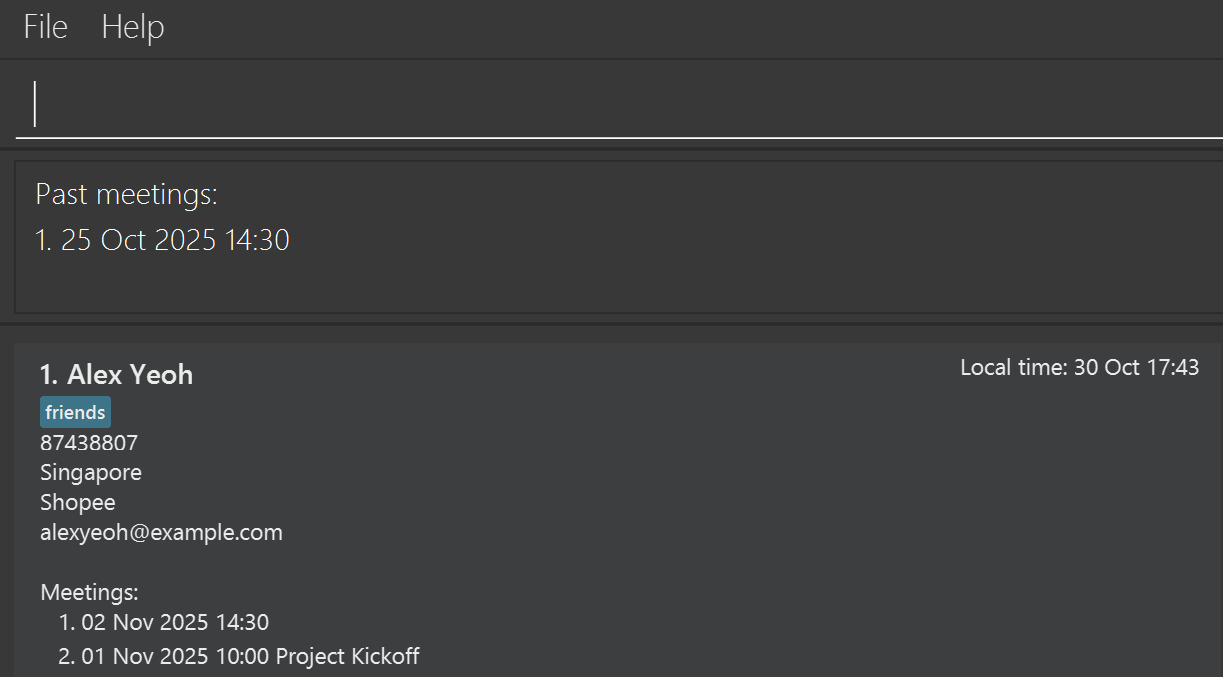 File Help
Past meetings:
1. 25 Oct 2025 14:30
1. Alex Yeoh
Local time: 30 Oct 17:43
friends
87438807
Singapore
Shopee
alexyeoh@example.com
Meetings:
1. 02 Nov 2025 14:30
2. 01 Nov 2025 10:00 Project Kickoff